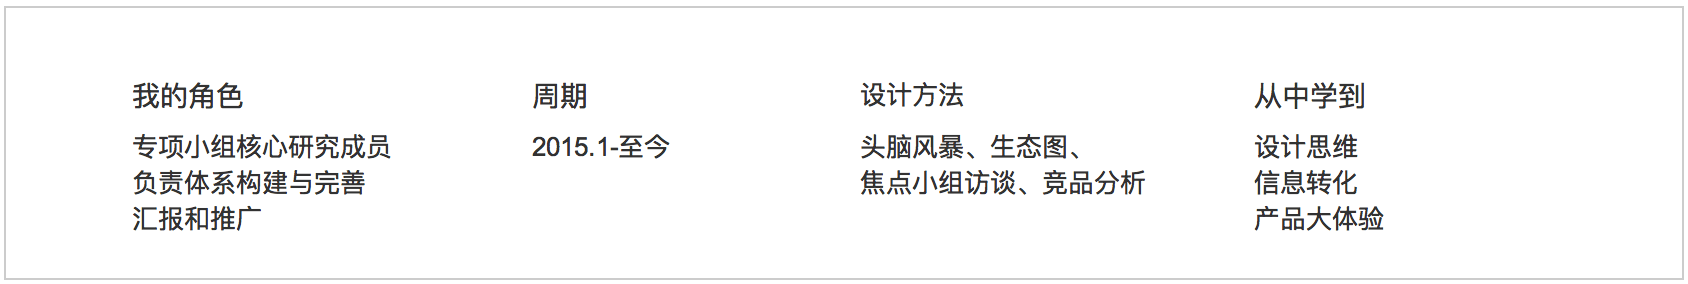 我的角色
专项小组核心研究成员
负责体系构建与完善
汇报和推广
周期
2015.1-至今
设计方法
头脑风暴、生态图、
焦点小组访谈、竞品分析
从中学到
设计思维
信息转化
产品大体验